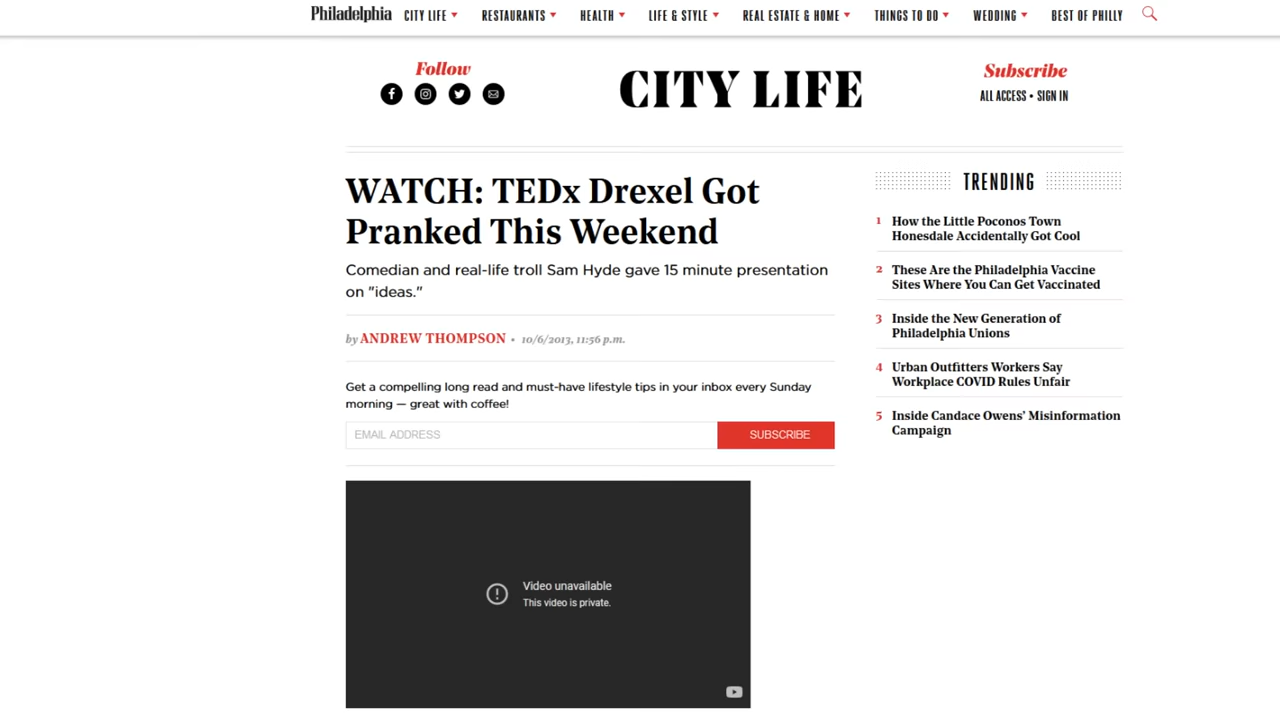 Philadelphia CITY LIFE RESTAURANTS HEALTH LIFE & STYLE REAL ESTATE & HOME THINGS TO DO WEDDING BEST OF PHILLY
Follow
CITY LIFE
Subscribe
ALL ACCESS • SIGN IN
WATCH: TEDx Drexel Got
Pranked This Weekend
Comedian and real-life troll Sam Hyde gave 15 minute presentation
on "ideas."
by ANDREW THOMPSON • 10/6/2013, 11:56 p.m.
Get a compelling long read and must-have lifestyle tips in your inbox every Sunday
morning — great with coffee!
EMAIL ADDRESS
SUBSCRIBE
Video unavailable
This video is private.
TRENDING
1 How the Little Poconos Town
Honesdale Accidentally Got Cool
2 These Are the Philadelphia Vaccine
Sites Where You Can Get Vaccinated
3 Inside the New Generation of
Philadelphia Unions
4 Urban Outfitters Workers Say
Workplace COVID Rules Unfair
5 Inside Candace Owens’ Misinformation
Campaign